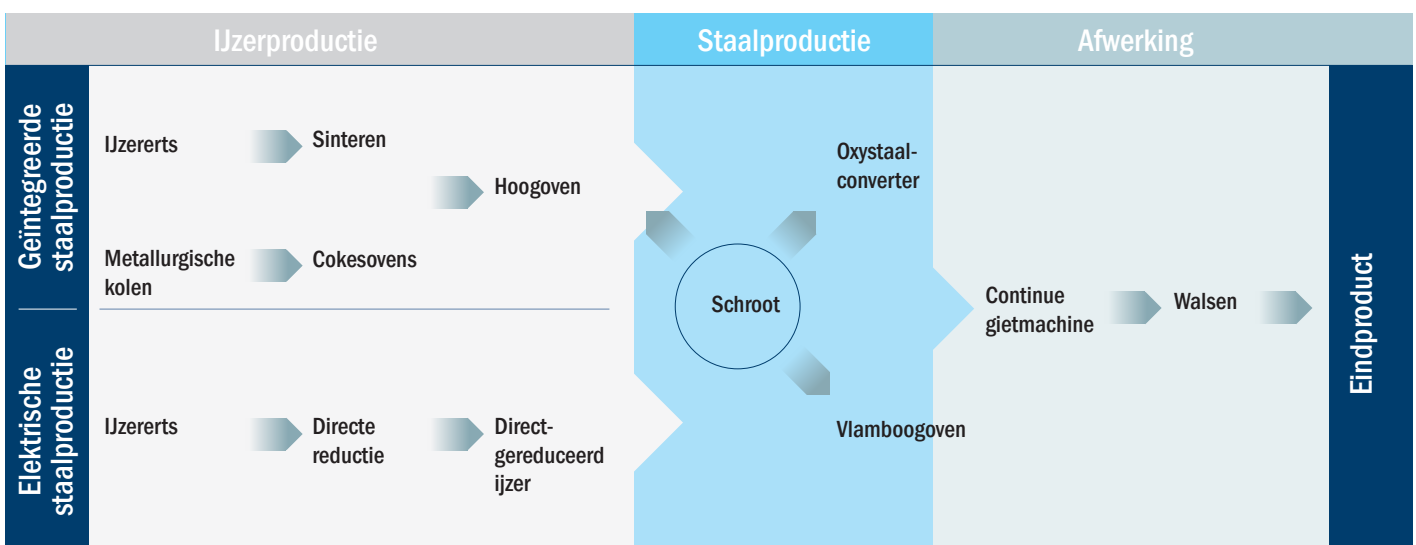 IJzerproductie
Staalproductie
Afwerking
Geïntegreerde
staalproductie
IJzererts
Sinteren
Hoogoven
Metallurgische
kolen
Cokesovens
Oxystaal-
converter
Schroot
Continue
gietmachine
Walsen
Eindproduct
Elektrische
staalproductie
IJzererts
Directe
reductie
Direct-
gereduceerd
ijzer
Vlamboogoven